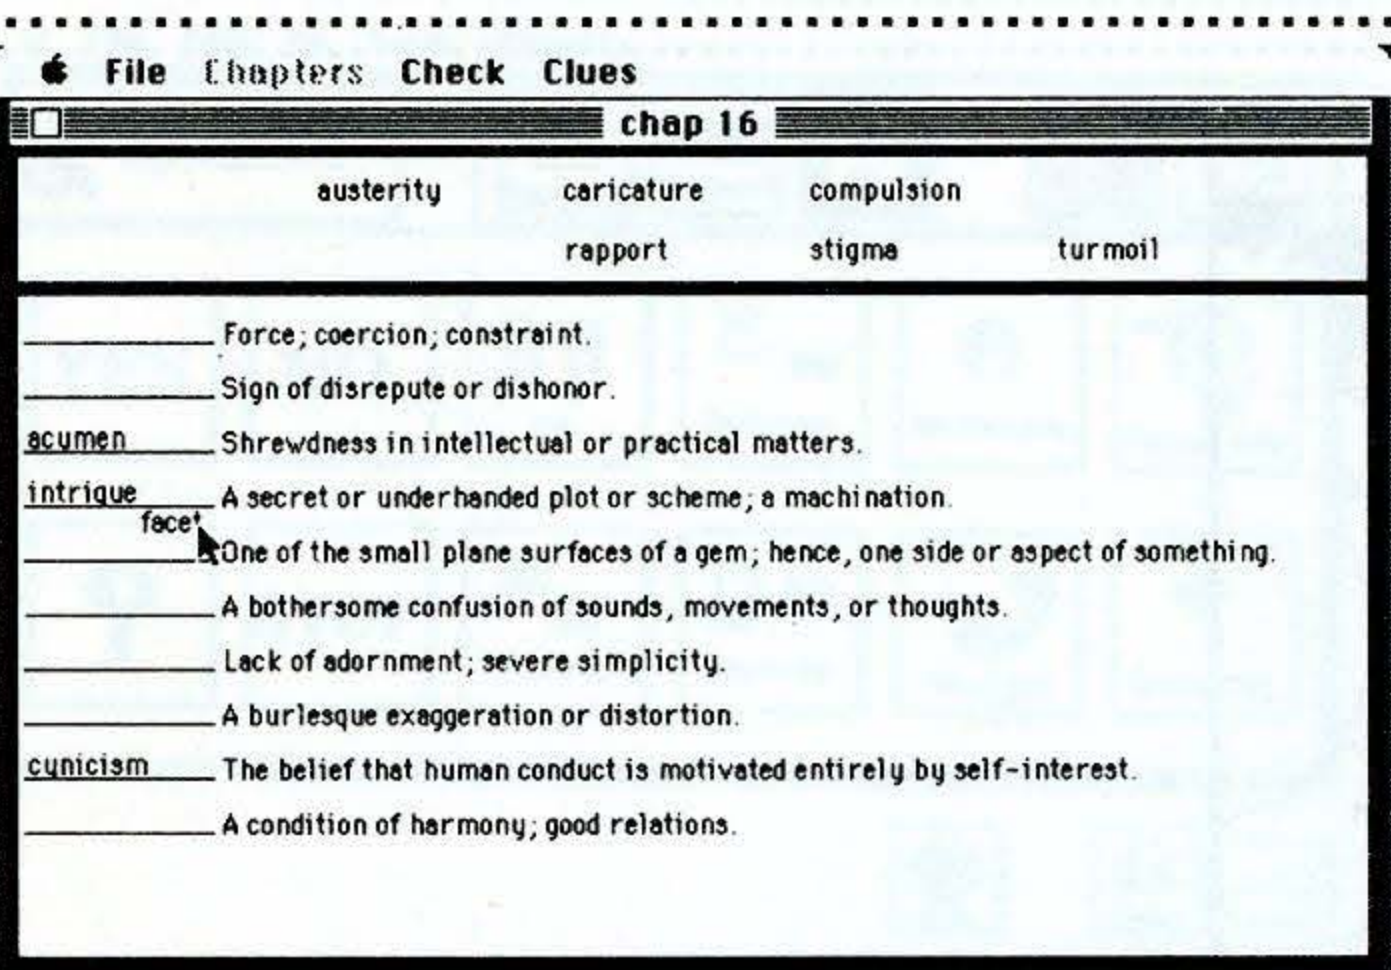 File Chapters Check Clues
chap 16
austerity caricature compulsion
rapport stigma turmoil
Force; coercion; constraint.
Sign of disrepute or dishonor.
acumen Shrewdness in intellectual or practical matters.
intrigue A secret or underhanded plot or scheme; a machination.
facet
One of the small plane surfaces of a gem; hence, one side or aspect of something.
A bothersome confusion of sounds, movements, or thoughts.
Lack of adornment; severe simplicity.
A burlesque exaggeration or distortion.
cynicism The belief that human conduct is motivated entirely by self-interest.
A condition of harmony; good relations.